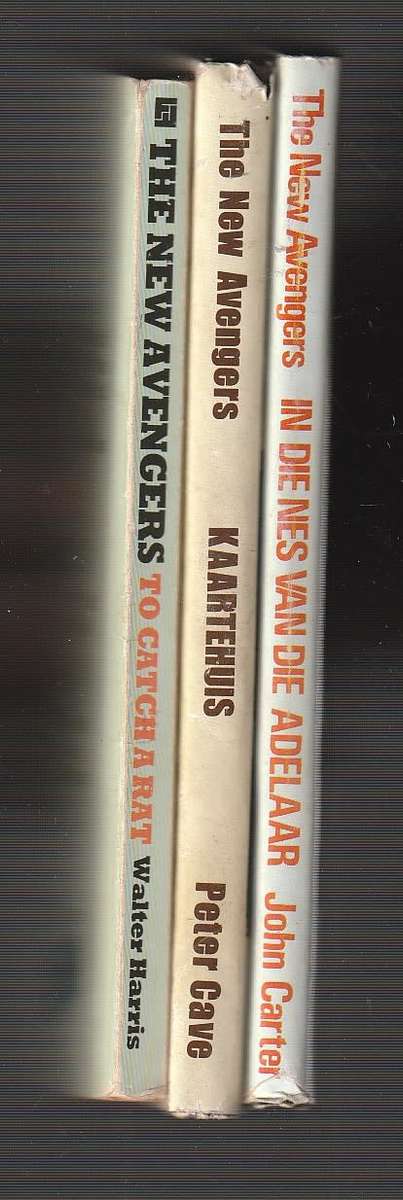 THE NEW AVENGERS TO CATCH A RAT Walter Harris
The New Avengers KAARTEHUIS Peter Cave
The New Avengers IN DIE NES VAN DIE ADELAAR John Carter